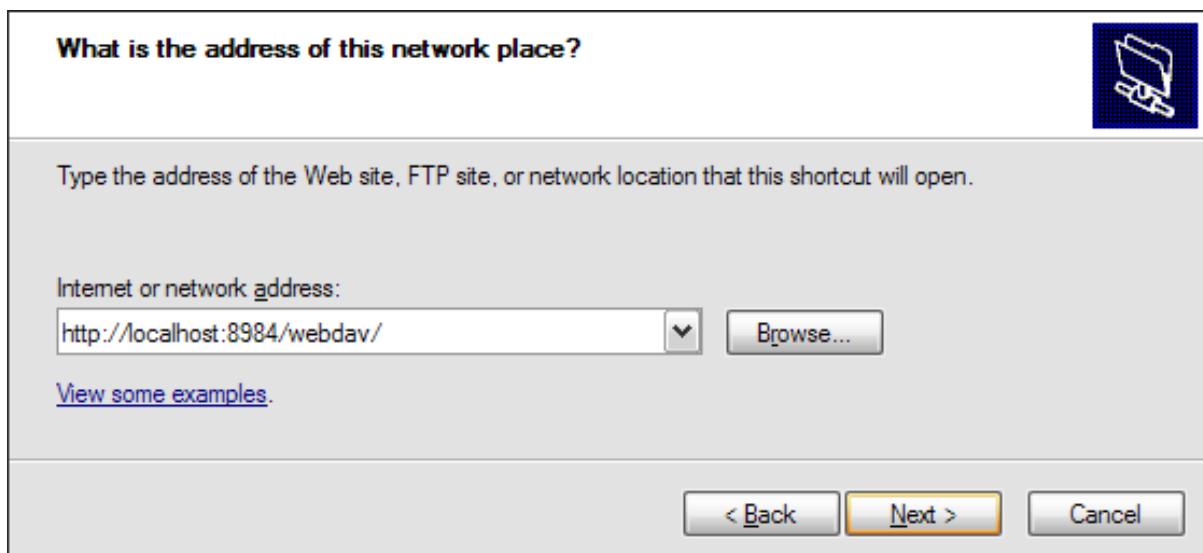 What is the address of this network place?
Type the address of the Web site, FTP site, or network location that this shortcut will open.
Internet or network address:
http://localhost:8984/webdav/
Browse...
View some examples.
< Back
Next >
Cancel